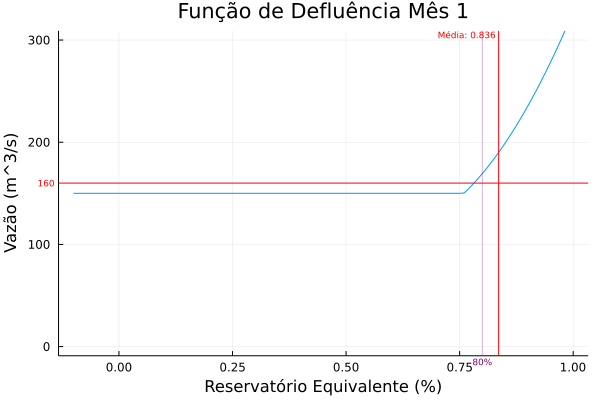 Função de Defluência Mês 1
Média: 0.836
300
200
160
100
0
Vazão (m^3/s)
0.00
0.25
0.50
0.75
80%
1.00
Reservatório Equivalente (%)